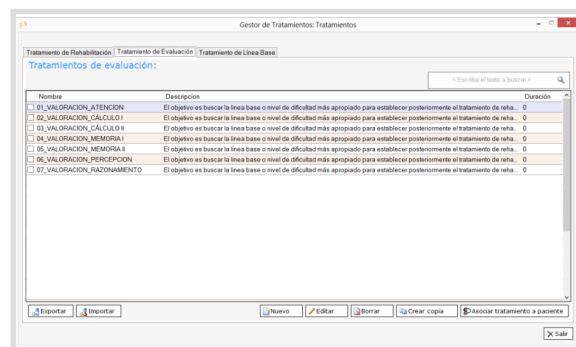 Gestor de Tratamientos: Tratamientos
Tratamiento de Rehabilitación Tratamiento de Evaluación Tratamiento de Línea Base
Tratamientos de evaluación:
< Escriba el texto a buscar >
Nombre Descripcion Duración
01_VALORACION_ATENCION El objetivo es buscar la linea base o nivel de dificultad más apropiado para establecer posteriormente el tratamiento de reha... 0
02_VALORACION_CÁLCULO I El objetivo es buscar la linea base o nivel de dificultad más apropiado para establecer posteriormente el tratamiento de reha... 0
03_VALORACION_CÁLCULO II El objetivo es buscar la linea base o nivel de dificultad más apropiado para establecer posteriormente el tratamiento de reha... 0
04_VALORACION_MEMORIA I El objetivo es buscar la linea base o nivel de dificultad más apropiado para establecer posteriormente el tratamiento de reha... 0
05_VALORACION_MEMORIA II El objetivo es buscar la linea base o nivel de dificultad más apropiado para establecer posteriormente el tratamiento de reha... 0
06_VALORACION_PERCEPCION El objetivo es buscar la linea base o nivel de dificultad más apropiado para establecer posteriormente el tratamiento de reha... 0
07_VALORACION_RAZONAMIENTO El objetivo es buscar la linea base o nivel de dificultad más apropiado para establecer posteriormente el tratamiento de reha... 0
Exportar Importar Nuevo Editar Borrar Crear copia Asociar tratamiento a paciente
Salir